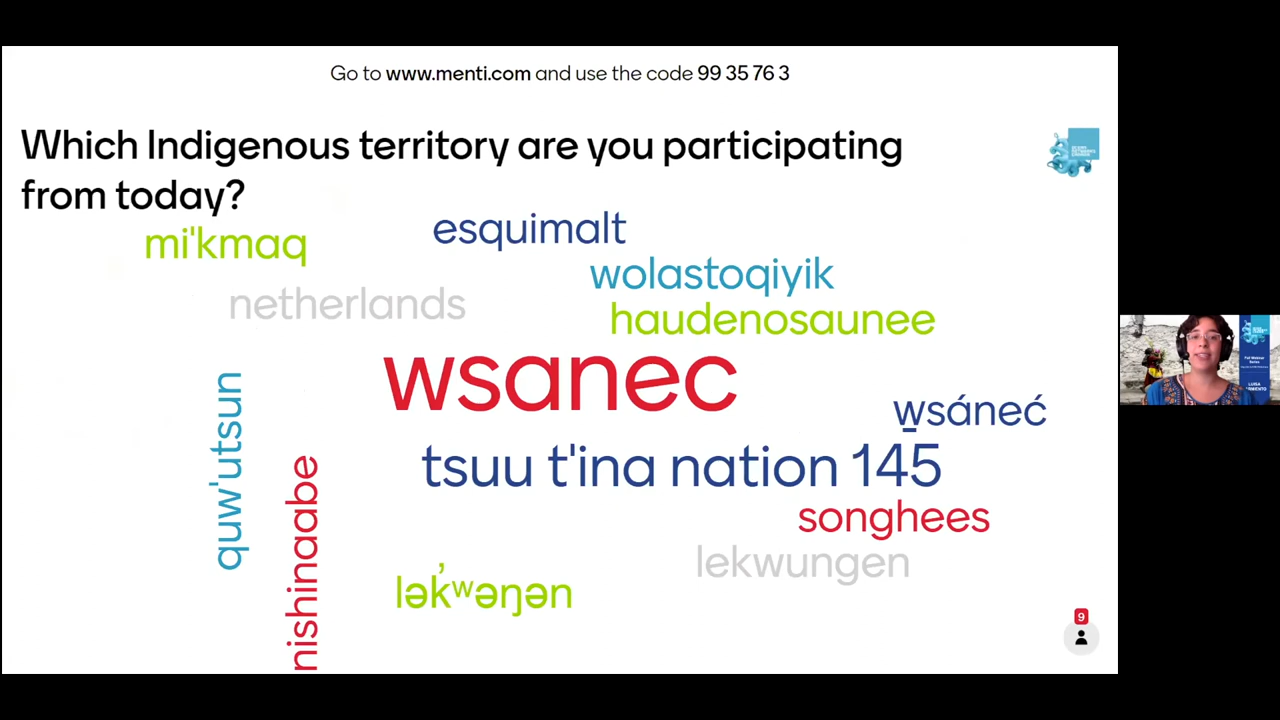 Go to www.menti.com and use the code 99 35 76 3
Which Indigenous territory are you participating
from today?
esquimalt
mi'kmaq
wolastoqiyik
netherlands
haudenosaunee
wsanec
w̱sáneć
quw'utsun
tsuu t'ina nation 145
nishinaabe
songhees
lekwungen
lək̓ʷəŋən
9